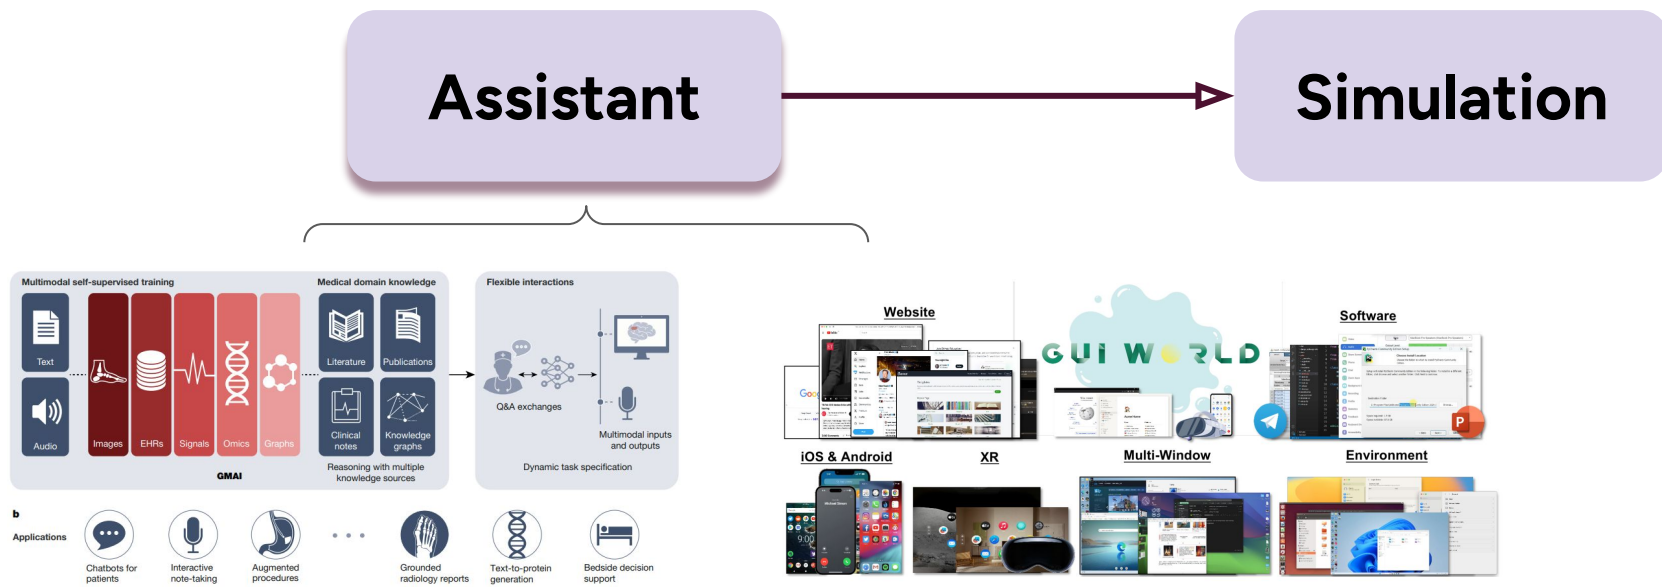 Assistant
Simulation
Multimodal self-supervised training
Medical domain knowledge
Flexible interactions
Text
Audio
Images
EHRs
Signals
Omics
Graphs
Literature
Publications
Clinical
notes
Knowledge
graphs
GMAI
Reasoning with multiple
knowledge sources
Q&A exchanges
Multimodal inputs
and outputs
Dynamic task specification
b
Applications
Chatbots for
patients
Interactive
note-taking
Augmented
procedures
Grounded
radiology reports
Text-to-protein
generation
Bedside decision
support
Website
GUI WORLD
Software
Goo
P
iOS & Android
XR
Multi-Window
Environment
9:00